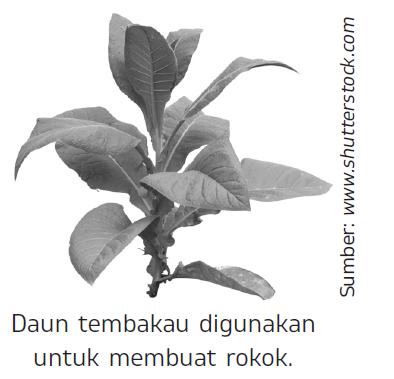 Sumber: www.shutterstock.com
Daun tembakau digunakan
untuk membuat rokok.